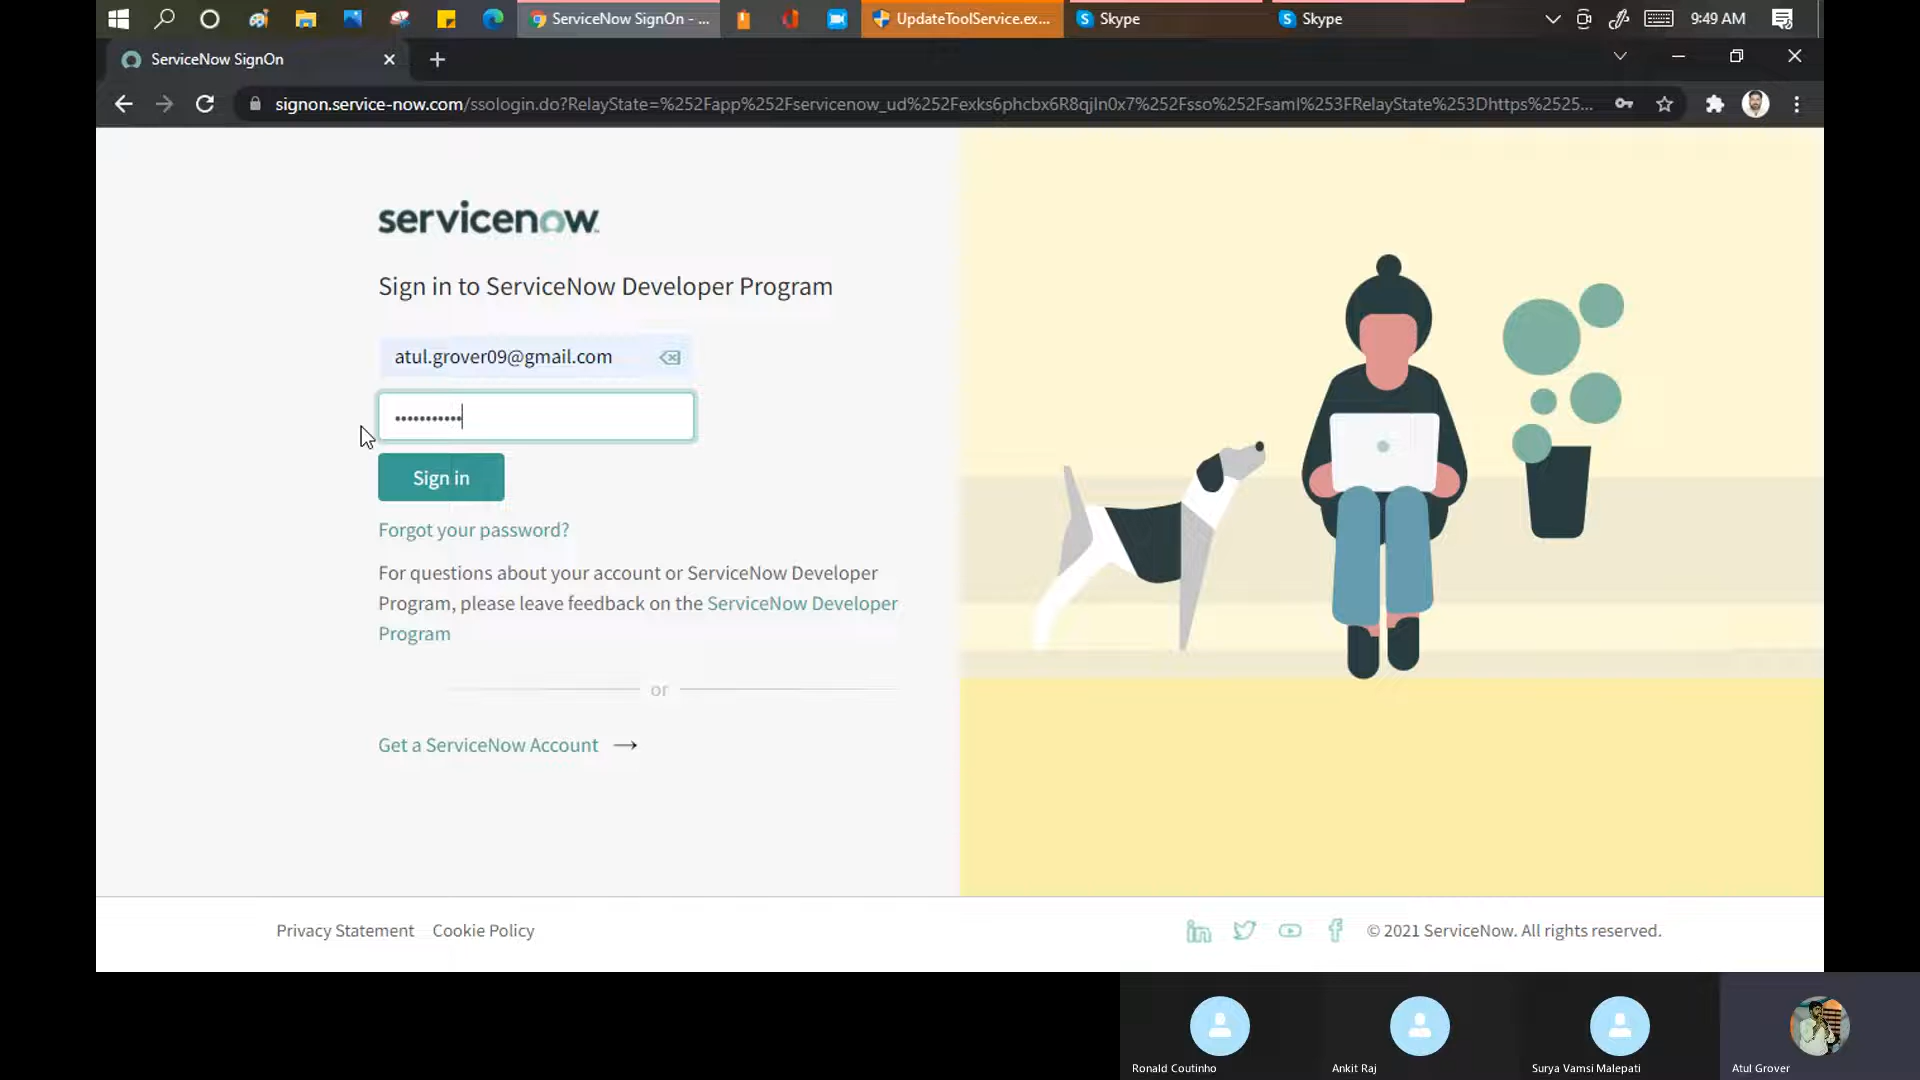 ServiceNow SignOn - ...
UpdateToolService.ex...
Skype
Skype
9:49 AM
ServiceNow SignOn
signon.service-now.com/ssologin.do?RelayState=%252Fapp%252Fservicenow_ud%252Fexks6phcbx6R8qjln0x7%252Fsso%252Fsaml%253FRelayState%253Dhttps%2525...
servicenow
Sign in to ServiceNow Developer Program
atul.grover09@gmail.com
Sign in
Forgot your password?
For questions about your account or ServiceNow Developer
Program, please leave feedback on the ServiceNow Developer
Program
or
Get a ServiceNow Account →
Privacy Statement Cookie Policy
© 2021 ServiceNow. All rights reserved.
Ronald Coutinho
Ankit Raj
Surya Vamsi Malepati
Atul Grover